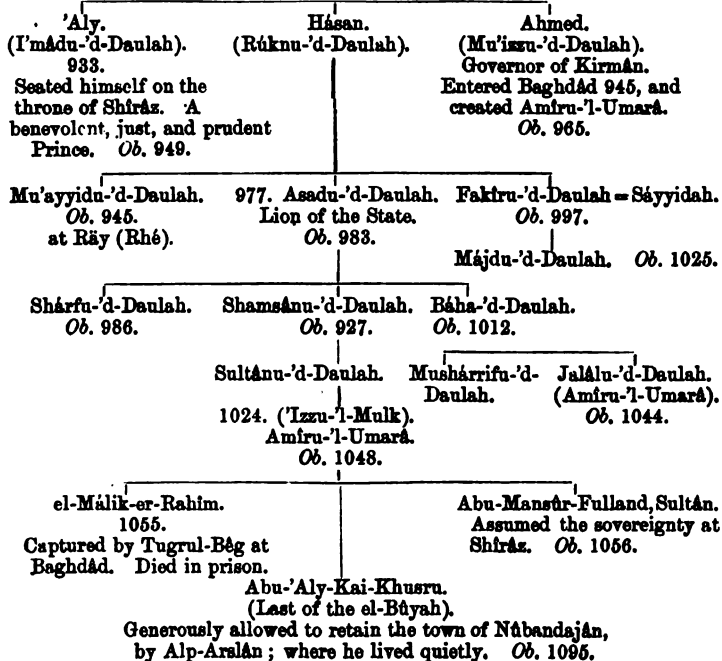 'Aly.
(I'mâdu-'d-Daulah).
933.
Seated himself on the
throne of Shîrâz. A
benevolent, just, and prudent
Prince. Ob. 949.
Hásan.
(Rúknu-'d-Daulah).
Ahmed.
(Mu'izzu-'d-Daulah).
Governor of Kirmân.
Entered Baghdâd 945, and
created Amîru-'l-Umarâ.
Ob. 965.
Mu'ayyidu-'d-Daulah.
Ob. 945.
at Räy (Rhé).
977. Asadu-'d-Daulah.
Lion of the State.
Ob. 983.
Fakîru-'d-Daulah = Sáyyidah.
Ob. 997.
Májdu-'d-Daulah. Ob. 1025.
Shárfu-'d-Daulah.
Ob. 986.
Shamsânu-'d-Daulah.
Ob. 927.
Báha-'d-Daulah.
Ob. 1012.
Sultânu-'d-Daulah.
1024. ('Izzu-'l-Mulk).
Amîru-'l-Umarâ.
Ob. 1048.
Mushárrifu-'d-
Daulah.
Jalâlu-'d-Daulah.
(Amîru-'l-Umarâ).
Ob. 1044.
el-Málik-er-Rahîm.
1055.
Captured by Tugrul-Bêg at
Baghdâd. Died in prison.
Abu-Mansûr-Fulland, Sultân.
Assumed the sovereignty at
Shîrâz. Ob. 1056.
Abu-'Aly-Kai-Khusru.
(Last of the el-Bûyah).
Generously allowed to retain the town of Nûbandajân,
by Alp-Arslân; where he lived quietly. Ob. 1095.